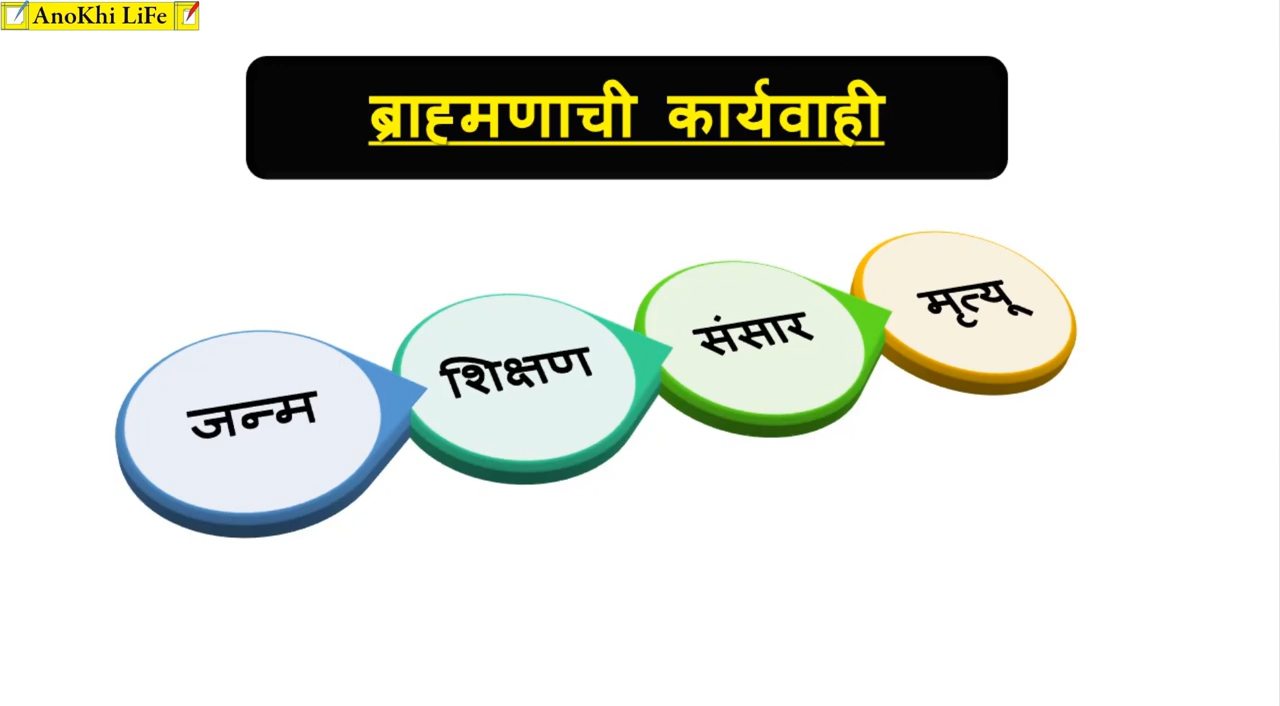 AnoKhi LiFe
ब्राह्मणाची कार्यवाही
जन्म
शिक्षण
संसार
मृत्यू